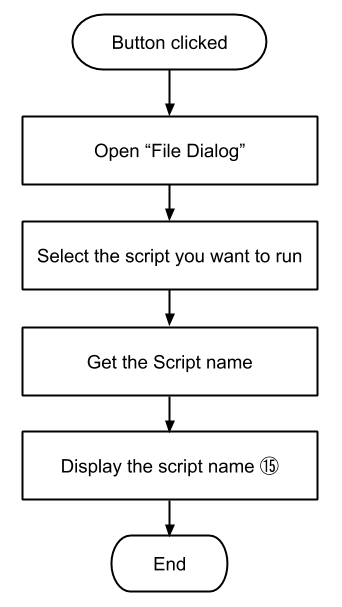 Button clicked
Open “File Dialog”
Select the script you want to run
Get the Script name
Display the script name ⑮
End